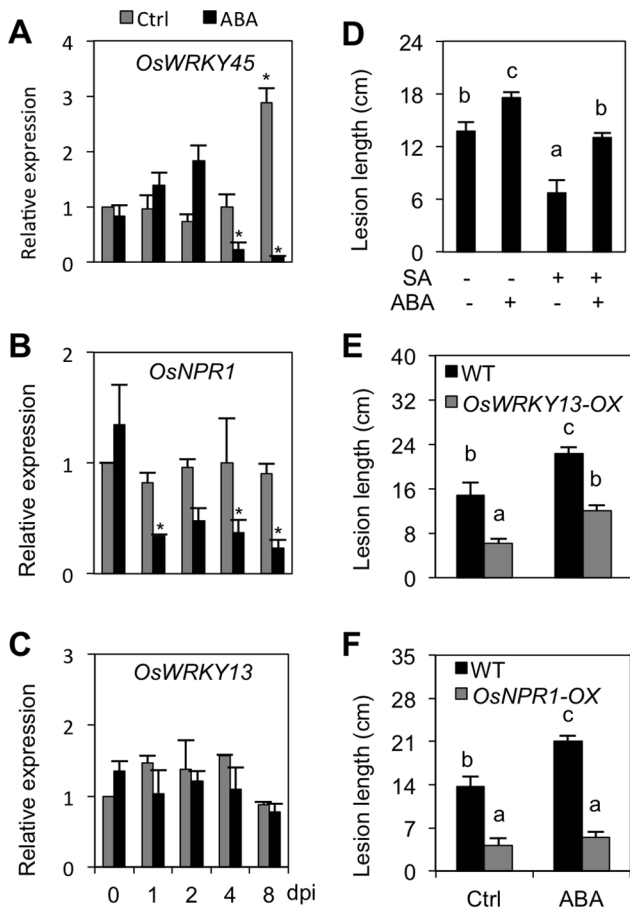 Ctrl ABA
A
OsWRKY45
Relative expression
4
3
2
1
0
*
*
*
B
OsNPR1
Relative expression
2
1
0
*
*
*
C
OsWRKY13
Relative expression
3
2
1
0
0 1 2 4 8 dpi
D
Lesion length (cm)
24
18
12
6
0
b c a b
SA - - + +
ABA - + - +
E
WT
OsWRKY13-OX
Lesion length (cm)
40
32
24
16
8
0
b a c b
F
WT
OsNPR1-OX
Lesion length (cm)
35
28
21
14
7
0
b a c a
Ctrl ABA